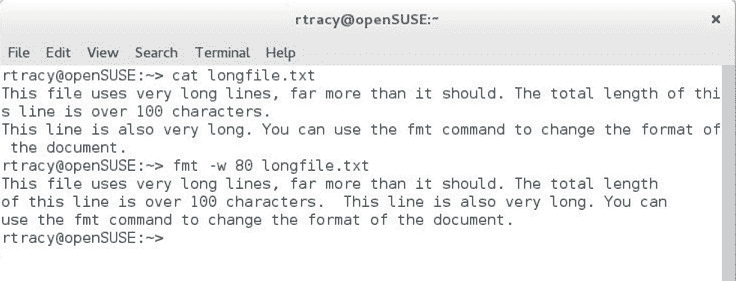 rtracy@openSUSE:~
×
File Edit View Search Terminal Help
rtracy@openSUSE:~> cat longfile.txt
This file uses very long lines, far more than it should. The total length of thi
s line is over 100 characters.
This line is also very long. You can use the fmt command to change the format of
 the document.
rtracy@openSUSE:~> fmt -w 80 longfile.txt
This file uses very long lines, far more than it should. The total length
of this line is over 100 characters.  This line is also very long. You can
use the fmt command to change the format of the document.
rtracy@openSUSE:~>